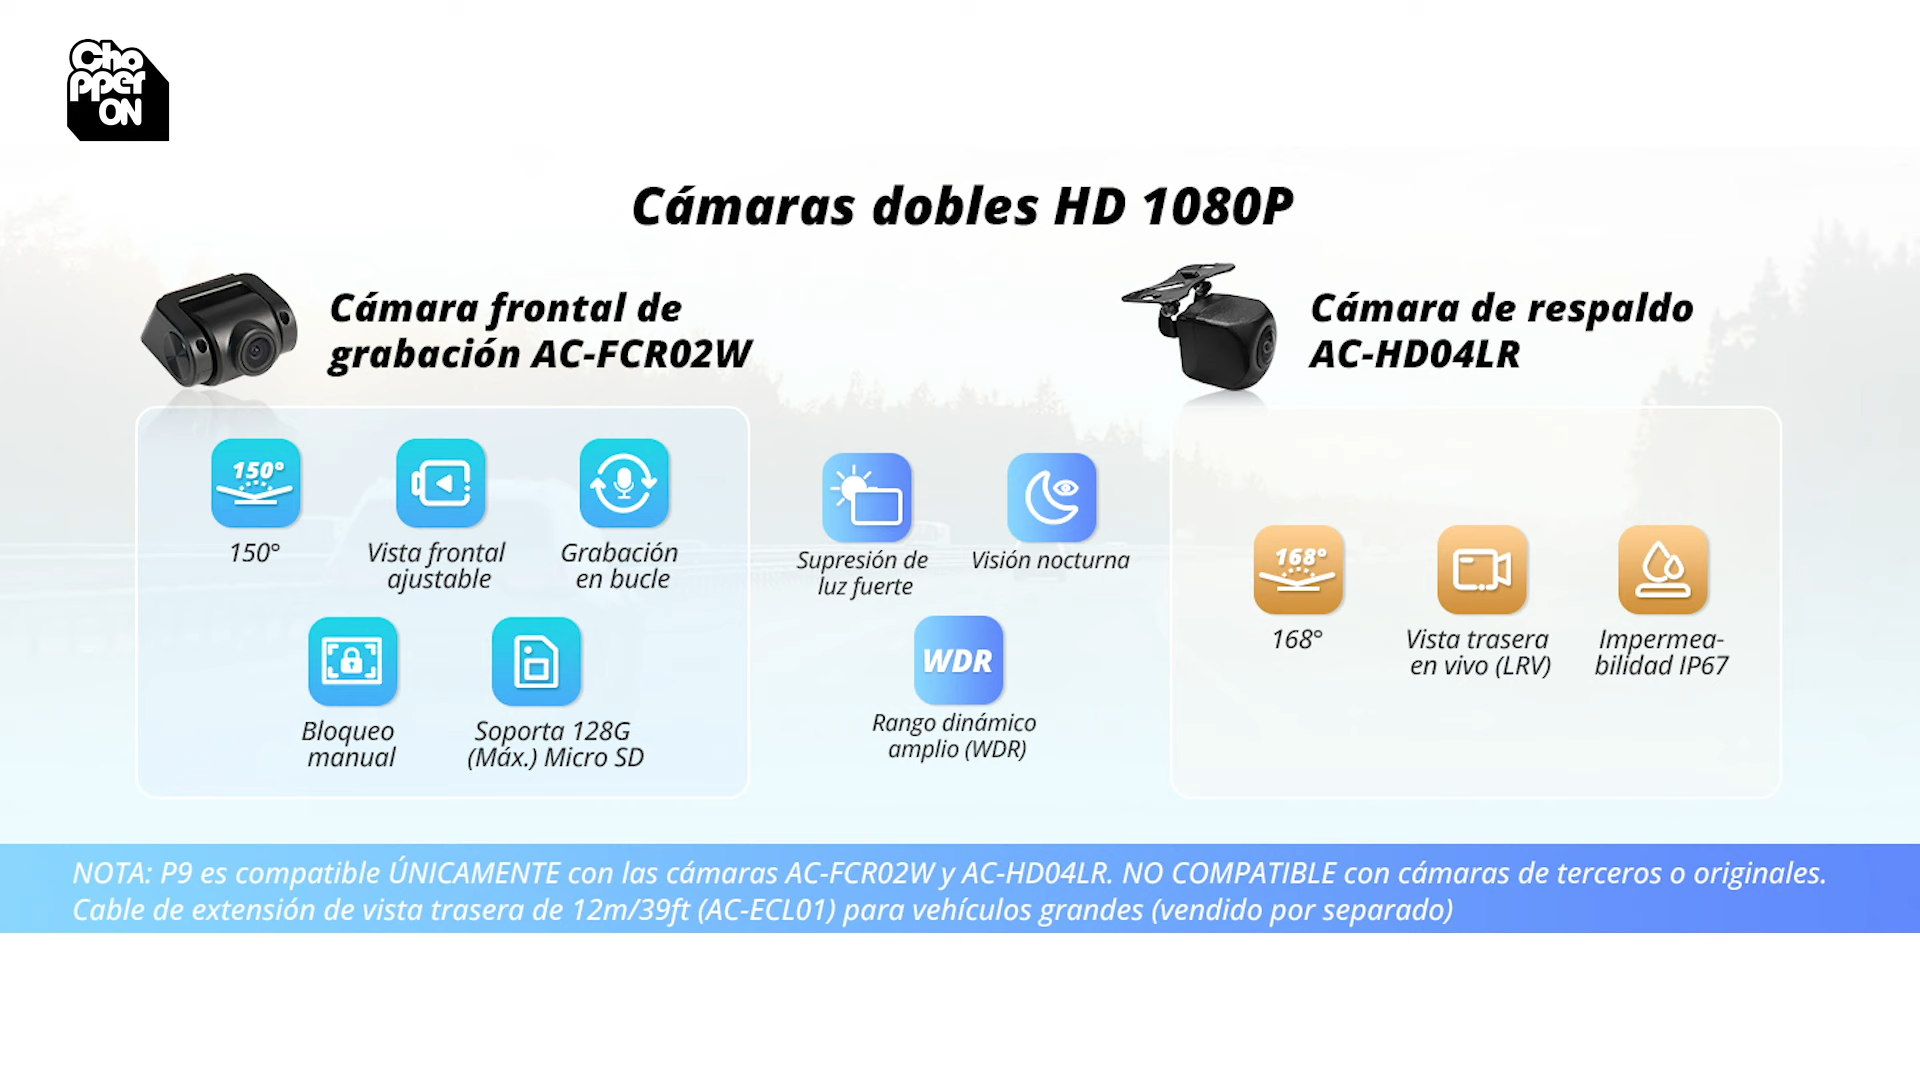 Cho
pper
ON
Cámaras dobles HD 1080P
Cámara frontal de
grabación AC-FCR02W
150°
150°
Vista frontal
ajustable
Grabación
en bucle
Bloqueo
manual
Soporta 128G
(Máx.) Micro SD
Supresión de
luz fuerte
Visión nocturna
WDR
Rango dinámico
amplio (WDR)
Cámara de respaldo
AC-HD04LR
168°
168°
Vista trasera
en vivo (LRV)
Impermea-
bilidad IP67
NOTA: P9 es compatible ÚNICAMENTE con las cámaras AC-FCR02W y AC-HD04LR. NO COMPATIBLE con cámaras de terceros o originales.
Cable de extensión de vista trasera de 12m/39ft (AC-ECL01) para vehículos grandes (vendido por separado)